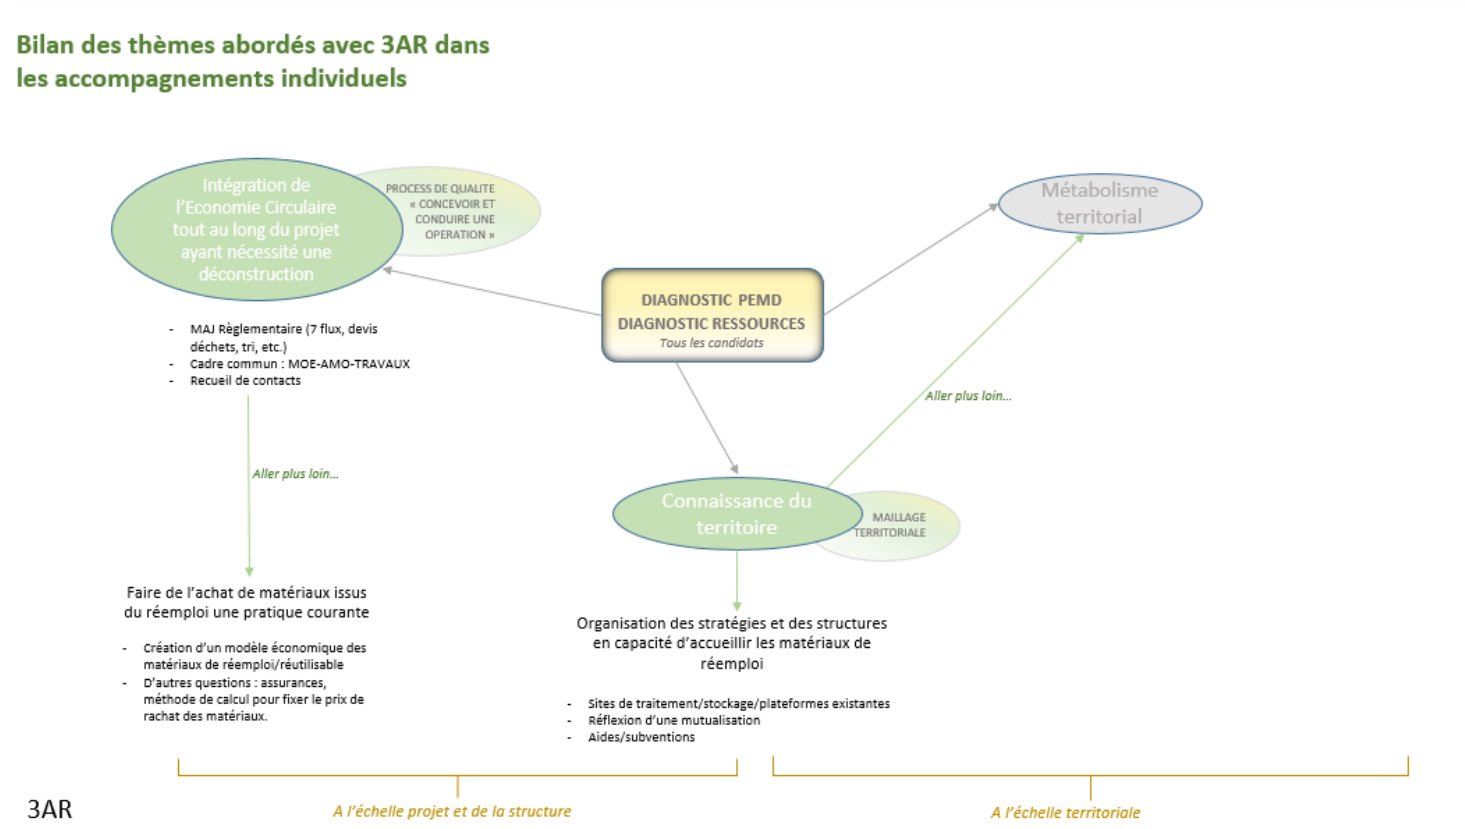 Bilan des thèmes abordés avec 3AR dans
les accompagnements individuels
Intégration de
l'Economie Circulaire
tout au long du projet
ayant nécessité une
déconstruction
PROCESS DE QUALITE
« CONCEVOIR ET
CONDUIRE UNE
OPERATION »
Métabolisme
territorial
DIAGNOSTIC PEMD
DIAGNOSTIC RESSOURCES
Tous les candidats
- MAJ Règlementaire (7 flux, devis
déchets, tri, etc.)
- Cadre commun : MOE-AMO-TRAVAUX
- Recueil de contacts
Aller plus loin...
Aller plus loin...
Connaissance du
territoire
MAILLAGE
TERRITORIALE
Faire de l'achat de matériaux issus
du réemploi une pratique courante
- Création d'un modèle économique des
matériaux de réemploi/réutilisable
- D'autres questions : assurances,
méthode de calcul pour fixer le prix de
rachat des matériaux.
Organisation des stratégies et des structures
en capacité d'accueillir les matériaux de
réemploi
- Sites de traitement/stockage/plateformes existantes
- Réflexion d'une mutualisation
- Aides/subventions
A l'échelle projet et de la structure
A l'échelle territoriale
3AR